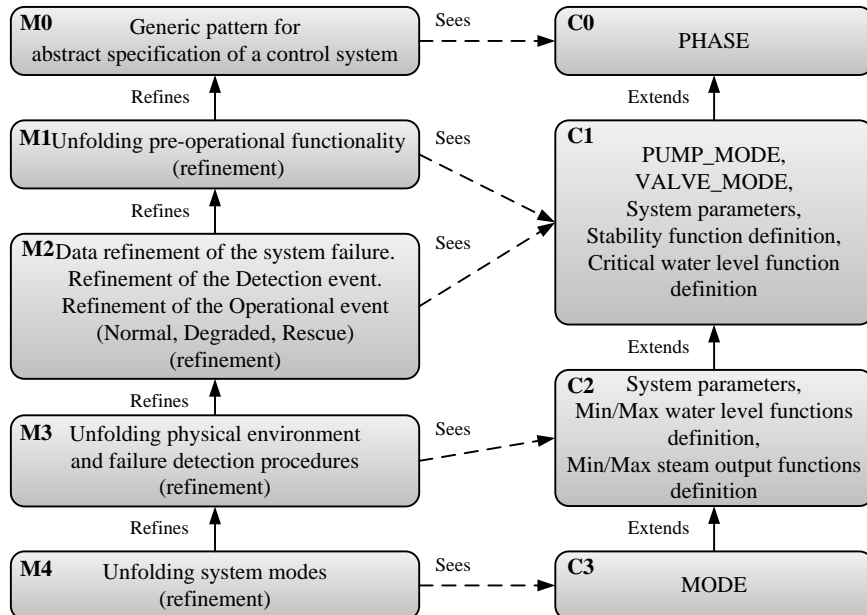 M0 Generic pattern for
abstract specification of a control system
Sees
C0
PHASE
Refines
Extends
M1 Unfolding pre-operational functionality
(refinement)
Sees
C1
PUMP_MODE,
VALVE_MODE,
System parameters,
Stability function definition,
Critical water level function
definition
Refines
M2 Data refinement of the system failure.
Refinement of the Detection event.
Refinement of the Operational event
(Normal, Degraded, Rescue)
(refinement)
Sees
Extends
Refines
C2 System parameters,
Min/Max water level functions
definition,
Min/Max steam output functions
definition
M3 Unfolding physical environment
and failure detection procedures
(refinement)
Sees
Refines
Extends
M4 Unfolding system modes
(refinement)
Sees
C3
MODE